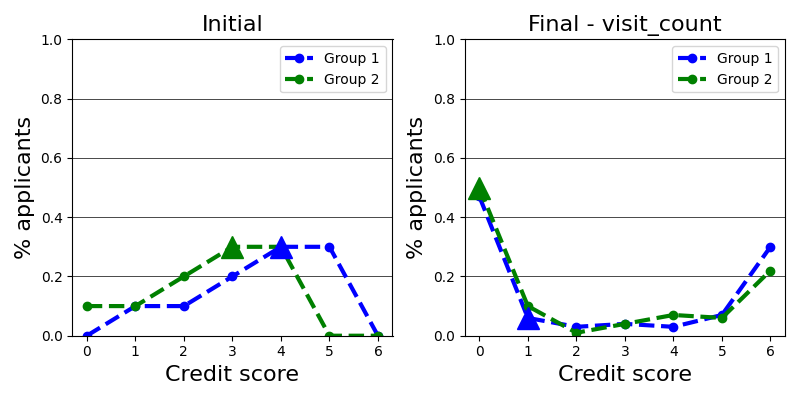 Initial
Final - visit_count
% applicants
1.0
0.8
0.6
0.4
0.2
0.0
Group 1
Group 2
0 1 2 3 4 5 6
Credit score
% applicants
1.0
0.8
0.6
0.4
0.2
0.0
Group 1
Group 2
0 1 2 3 4 5 6
Credit score